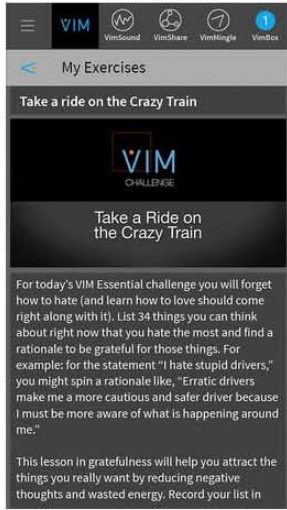 VIM
VimSound
VimShare
VimMingle
1
VimBox
< My Exercises
Take a ride on the Crazy Train
VIM
CHALLENGE
Take a Ride on
the Crazy Train
For today's VIM Essential challenge you will forget
how to hate (and learn how to love should come
right along with it). List 34 things you can think
about right now that you hate the most and find a
rationale to be grateful for those things. For
example: for the statement “I hate stupid drivers,”
you might spin a rationale like, “Erratic drivers
make me a more cautious and safer driver because
I must be more aware of what is happening around
me.”
This lesson in gratefulness will help you attract the
things you really want by reducing negative
thoughts and wasted energy. Record your list in